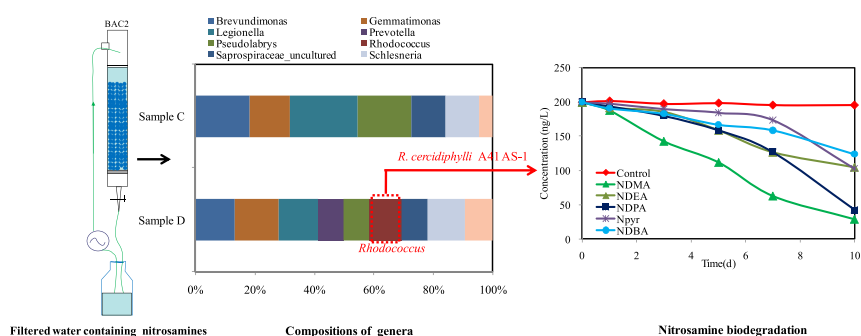 BAC2
Brevundimonas
Gemmatimonas
Legionella
Prevotella
Pseudolabrys
Rhodococcus
Saprospiraceae_uncultured
Schlesneria
Sample C
Sample D
R. cercidiphylli A41AS-1
Rhodococcus
0% 20% 40% 60% 80% 100%
Concentration (ng/L)
250
200
150
100
50
0
Control
NDMA
NDEA
NDPA
Npyr
NDBA
0 2 4 6 8 10
Time(d)
Filtered water containing nitrosamines
Compositions of genera
Nitrosamine biodegradation